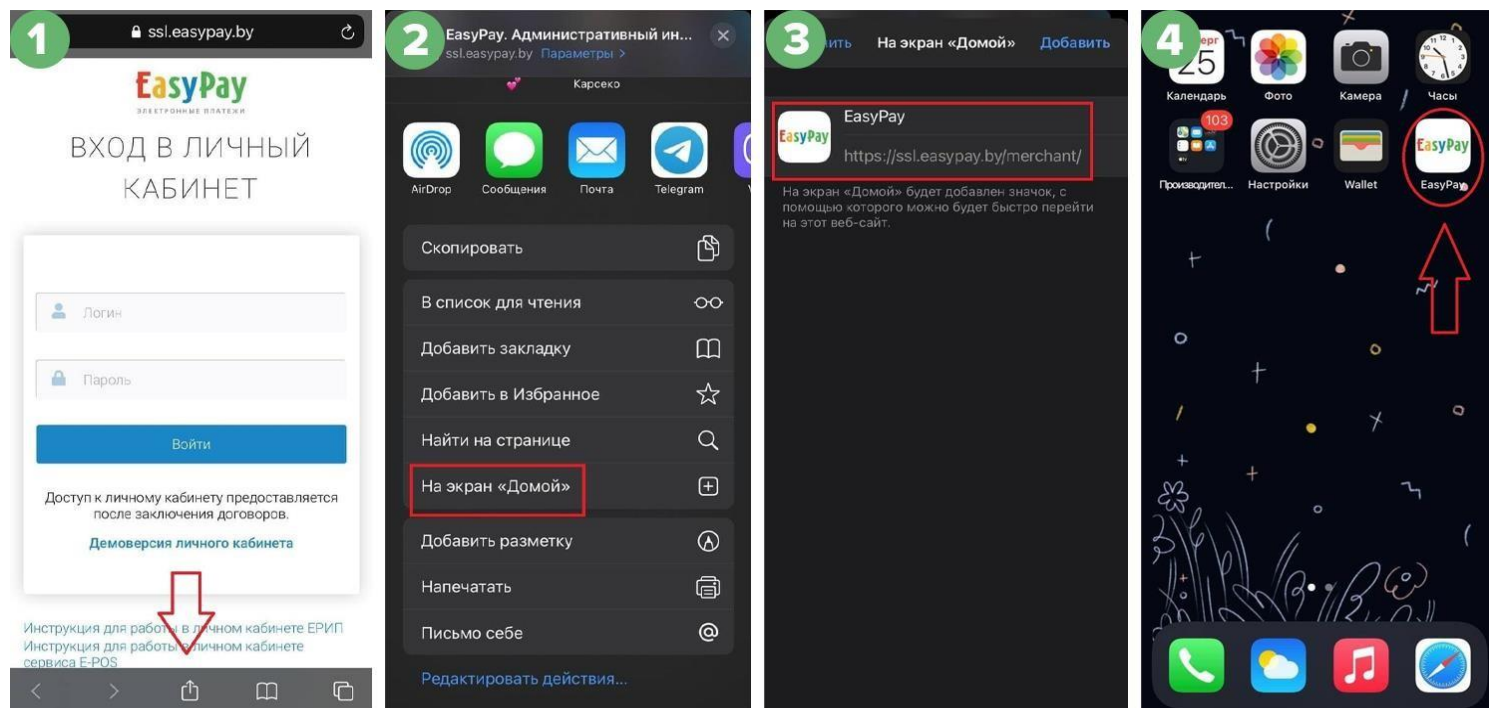 1
ssl.easypay.by
EasyPay
ЭЛЕКТРОННЫЕ ПЛАТЕЖИ
ВХОД В ЛИЧНЫЙ
КАБИНЕТ
Логин
Пароль
Войти
Доступ к личному кабинету предоставляется
после заключения договоров.
Демоверсия личного кабинета
Инструкция для работы в личном кабинете ЕРИП
Инструкция для работы в личном кабинете
сервиса E-POS
2
EasyPay. Административный ин...
ssl.easypay.by Параметры >
Карсеко
AirDrop
Сообщения
Почта
Telegram
Скопировать
В список для чтения
Добавить закладку
Добавить в Избранное
Найти на странице
На экран «Домой»
Добавить разметку
Напечатать
Письмо себе
Редактировать действия...
3
ить
На экран «Домой»
Добавить
EasyPay
EasyPay
https://ssl.easypay.by/merchant/
На экран «Домой» будет добавлен значок, с
помощью которого можно будет быстро перейти
на этот веб-сайт.
4
ерг
25
Календарь
Фото
Камера
Часы
103
EasyPay
Производител...
Настройки
Wallet
EasyPay